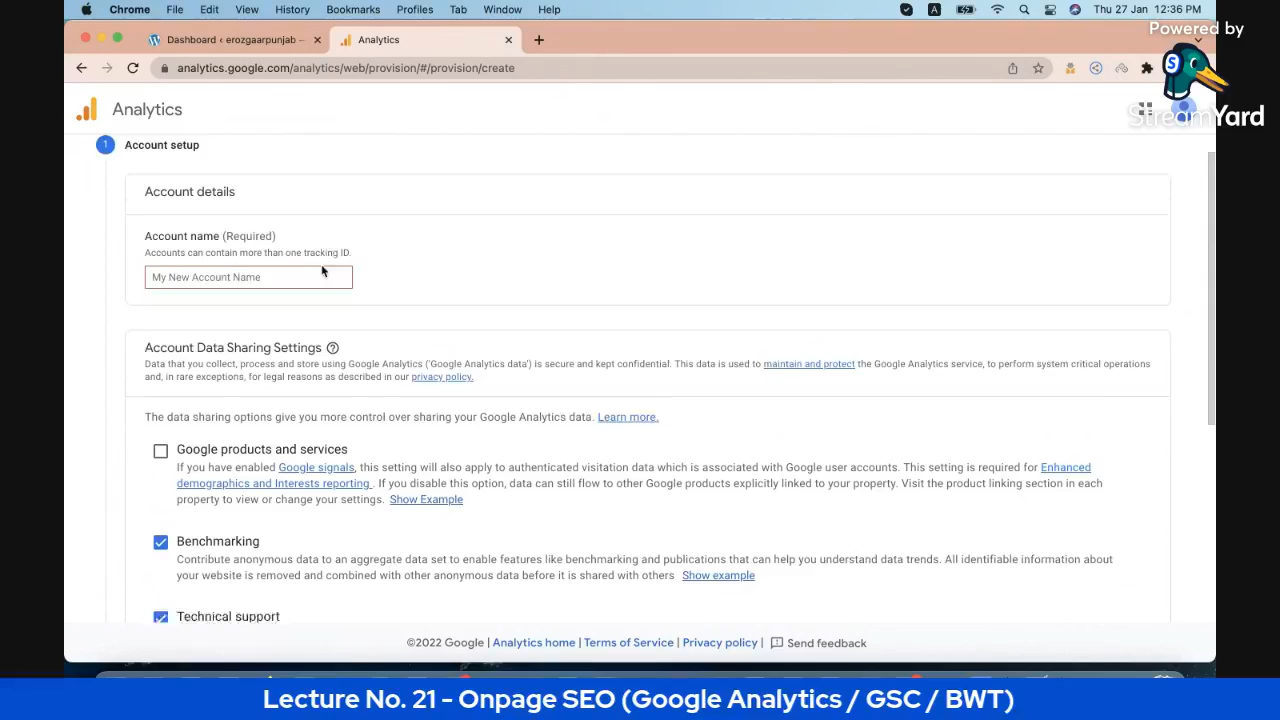 Chrome File Edit View History Bookmarks Profiles Tab Window Help A Thu 27 Jan 12:36 PM
Powered by
Dashboard ‹ erozgaarpunjab — Analytics
analytics.google.com/analytics/web/provision/#/provision/create
S
Analytics
StreamYard
1 Account setup
Account details
Account name (Required)
Accounts can contain more than one tracking ID.
My New Account Name
Account Data Sharing Settings
Data that you collect, process and store using Google Analytics ('Google Analytics data') is secure and kept confidential. This data is used to maintain and protect the Google Analytics service, to perform system critical operations
and, in rare exceptions, for legal reasons as described in our privacy policy.
The data sharing options give you more control over sharing your Google Analytics data. Learn more.
Google products and services
If you have enabled Google signals, this setting will also apply to authenticated visitation data which is associated with Google user accounts. This setting is required for Enhanced
demographics and Interests reporting . If you disable this option, data can still flow to other Google products explicitly linked to your property. Visit the product linking section in each
property to view or change your settings. Show Example
Benchmarking
Contribute anonymous data to an aggregate data set to enable features like benchmarking and publications that can help you understand data trends. All identifiable information about
your website is removed and combined with other anonymous data before it is shared with others Show example
Technical support
©2022 Google | Analytics home | Terms of Service | Privacy policy | Send feedback
Lecture No. 21 - Onpage SEO (Google Analytics / GSC / BWT)